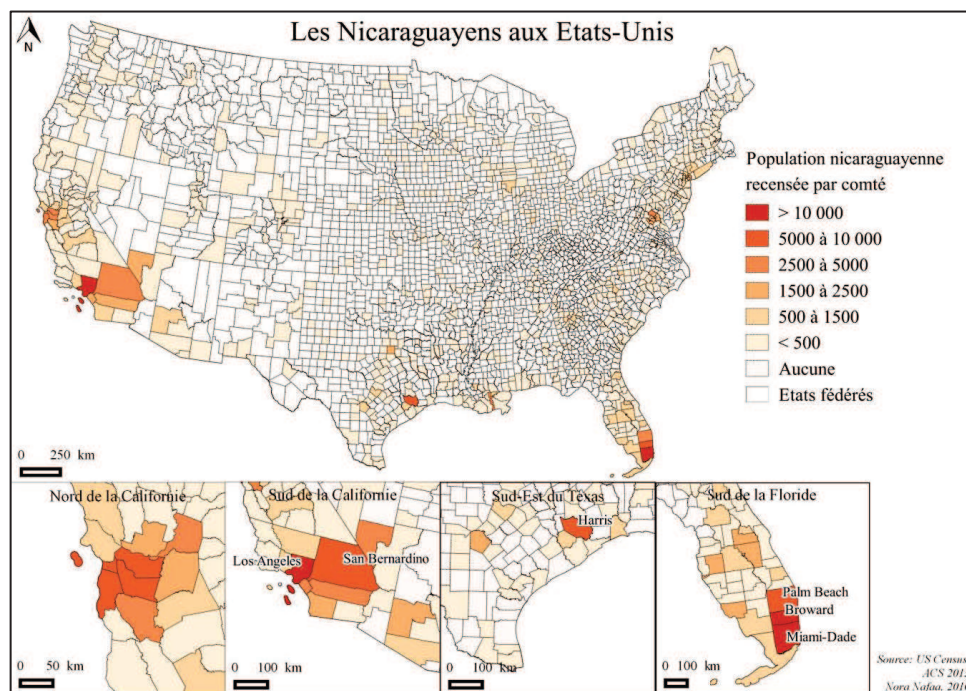 Les Nicaraguayens aux Etats-Unis
N
Population nicaraguayenne
recensée par comté
> 10 000
5000 à 10 000
2500 à 5000
1500 à 2500
500 à 1500
< 500
Aucune
Etats fédérés
0 250 km
Nord de la Californie
0 50 km
Sud de la Californie
Los Angeles
San Bernardino
0 100 km
Sud-Est du Texas
Harris
0 100 km
Sud de la Floride
Palm Beach
Broward
Miami-Dade
0 100 km
Source: US Census
ACS
Nora Nafaa,